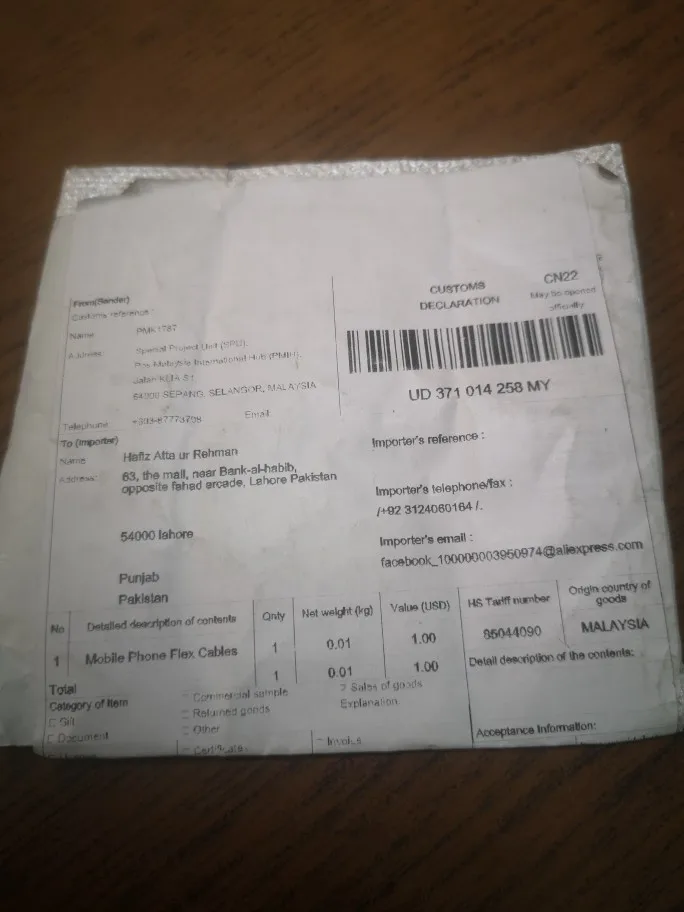 From(Sender)
Customs reference :
Name PMK1787
Address: Special Project Unit (SPU),
Pos Malaysia International Hub (PMIH),
Jalan KLIA S1
64000 SEPANG, SELANGOR, MALAYSIA
Telephone Email
CUSTOMS
DECLARATION
CN22
May be opened
officially
UD 371 014 258 MY
To (Importer)
Name Hafiz Atta ur Rehman
Address: 63, the mall, near Bank-al-habib,
opposite fahad arcade, Lahore Pakistan
54000 lahore
Punjab
Pakistan
Importer's reference :
Importer's telephone/fax :
/+92 3124060164 /.
Importer's email :
facebook_100000003950974@aliexpress.com
No Detailed description of contents Qnty Net weight (kg) Value (USD) HS Tariff number Origin country of
goods
1 Mobile Phone Flex Cables 1 0.01 1.00 85044090 MALAYSIA
Total 1 0.01 1.00
Detail description of the contents:
Category of item
Gift
Document
Commercial sample
Returned goods
Other
Certificate
? Sales of goods
Explanation
Invoice
Acceptance Information: